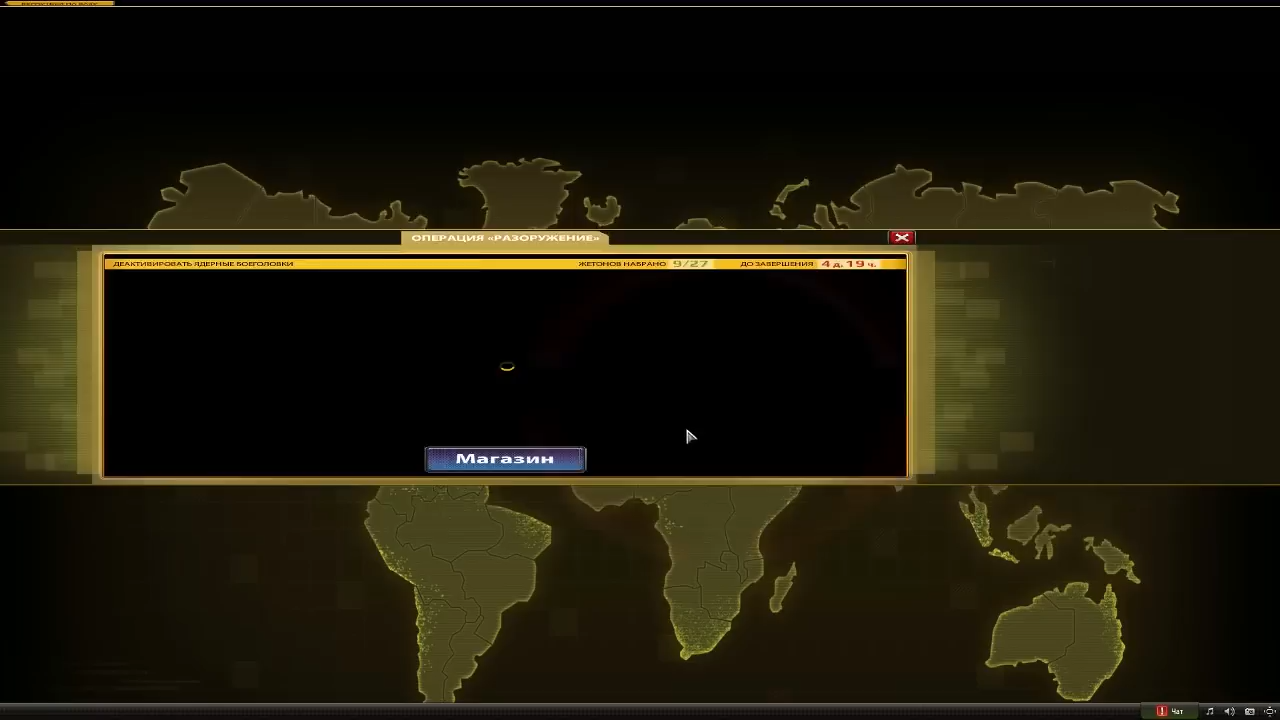 ОПЕРАЦИЯ «РАЗОРУЖЕНИЕ»
ДЕАКТИВИРОВАТЬ ЯДЕРНЫЕ БОЕГОЛОВКИ ЖЕТОНОВ НАБРАНО 9/27 ДО ЗАВЕРШЕНИЯ 4 д. 19 ч.
Магазин
Чат